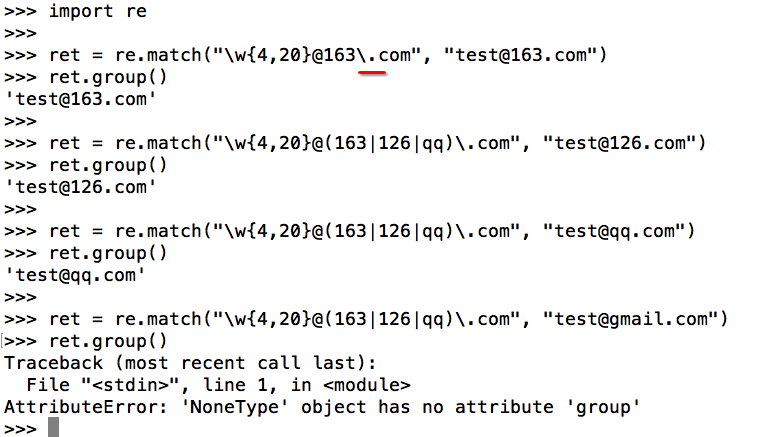 >>> import re
>>>
>>> ret = re.match("\w{4,20}@163\.com", "test@163.com")
>>> ret.group()
'test@163.com'
>>>
>>> ret = re.match("\w{4,20}@(163|126|qq)\.com", "test@126.com")
>>> ret.group()
'test@126.com'
>>>
>>> ret = re.match("\w{4,20}@(163|126|qq)\.com", "test@qq.com")
>>> ret.group()
'test@qq.com'
>>>
>>> ret = re.match("\w{4,20}@(163|126|qq)\.com", "test@gmail.com")
>>> ret.group()
Traceback (most recent call last):
  File "<stdin>", line 1, in <module>
AttributeError: 'NoneType' object has no attribute 'group'
>>>